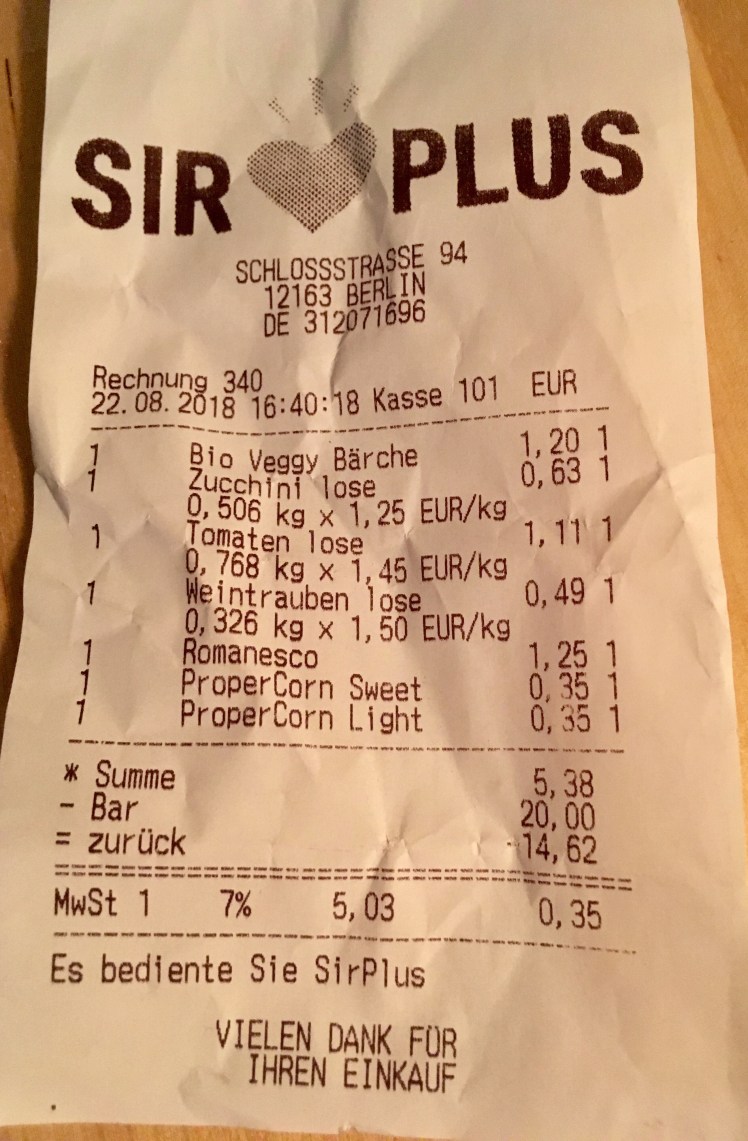 SIR PLUS
SCHLOSSSTRASSE 94
12163 BERLIN
DE 312071696
Rechnung 340
22.08.2018 16:40:18 Kasse 101 EUR
1 Bio Veggy Bärche 1,20 1
1 Zucchini lose 0,63 1
0,506 kg x 1,25 EUR/kg
1 Tomaten lose 1,11 1
0,768 kg x 1,45 EUR/kg
1 Weintrauben lose 0,49 1
0,326 kg x 1,50 EUR/kg
1 Romanesco 1,25 1
1 ProperCorn Sweet 0,35 1
1 ProperCorn Light 0,35 1
* Summe 5,38
- Bar 20,00
= zurück -14,62
MwSt 1 7% 5,03 0,35
Es bediente Sie SirPlus
VIELEN DANK FÜR
IHREN EINKAUF